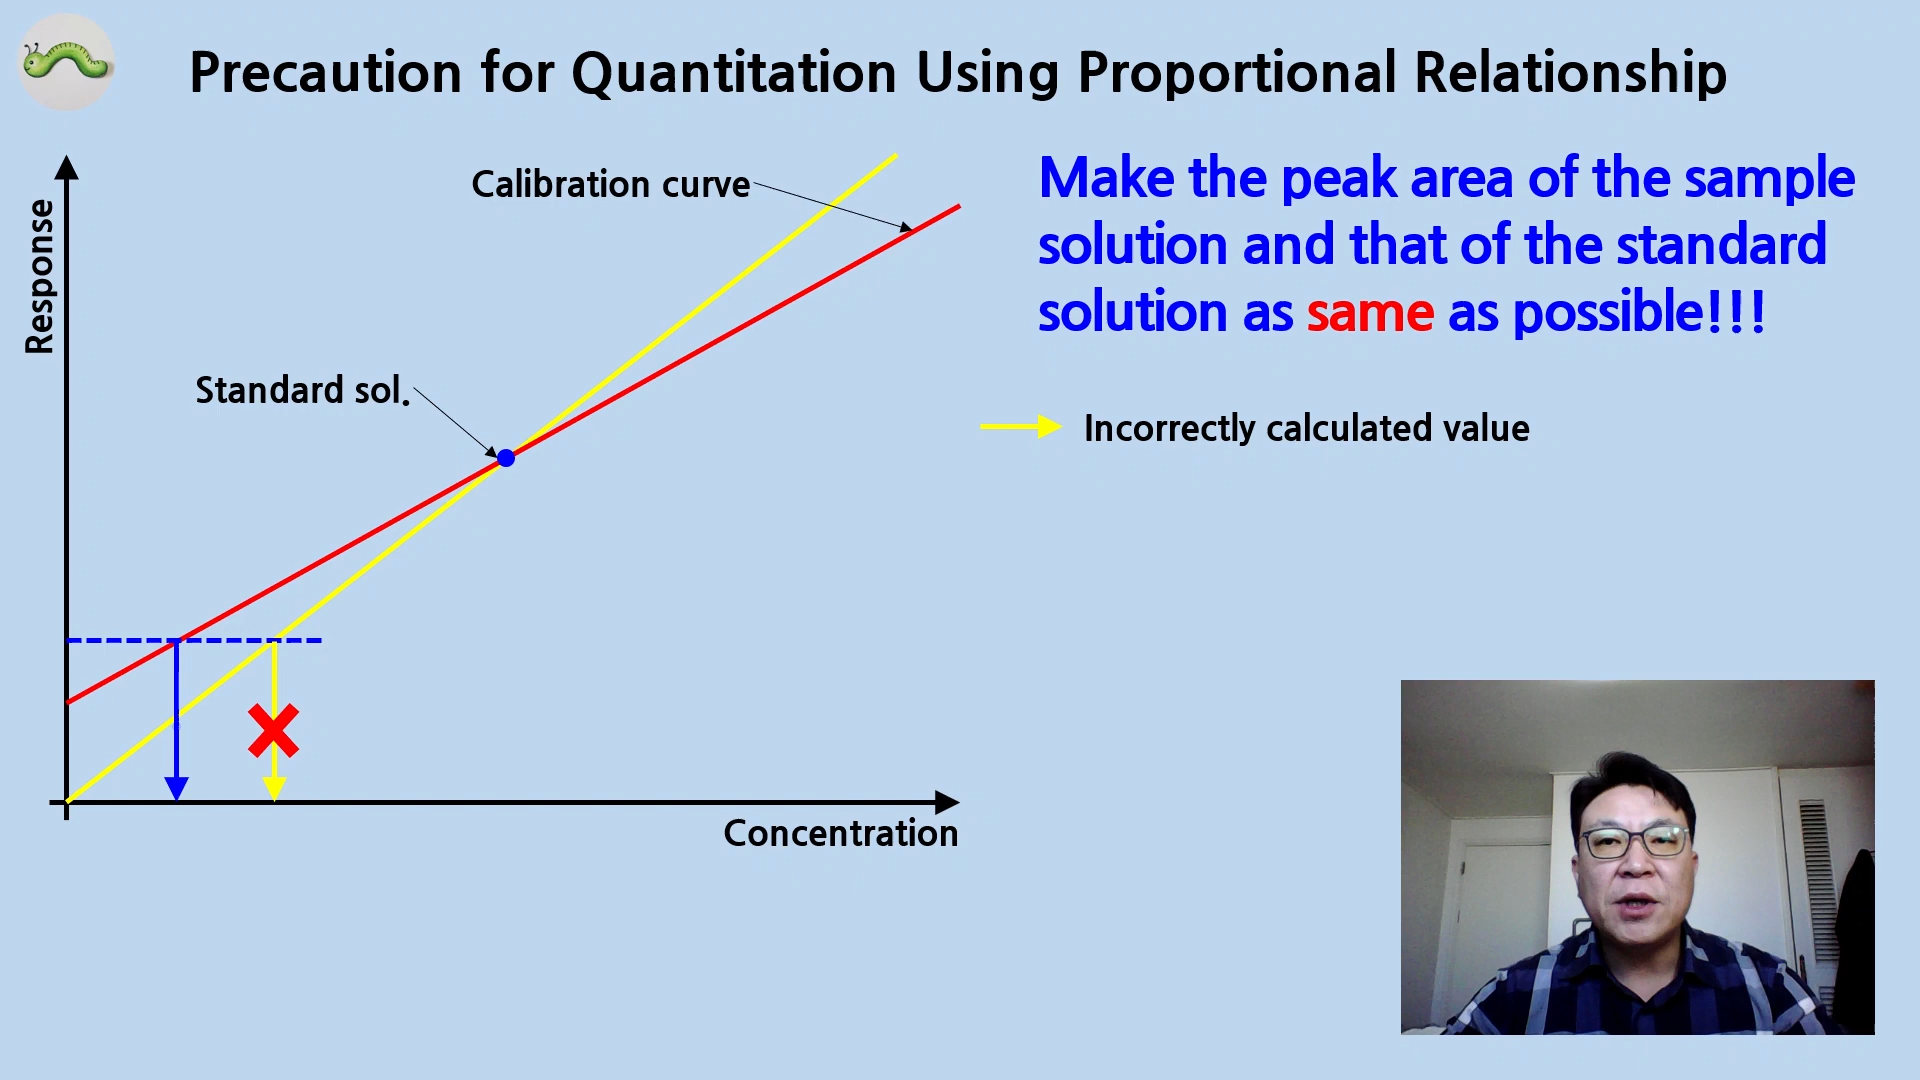 Precaution for Quantitation Using Proportional Relationship
Response
Calibration curve
Standard sol.
Concentration
Make the peak area of the sample
solution and that of the standard
solution as same as possible!!!
Incorrectly calculated value